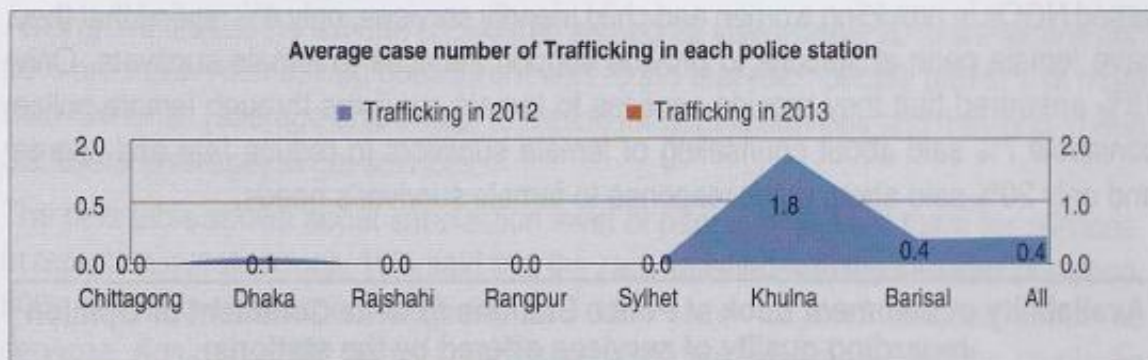 Average case number of Trafficking in each police station
Trafficking in 2012 Trafficking in 2013
2.0 2.0
0.5 1.8 1.0
0.0 0.0 0.1 0.0 0.0 0.0 0.4 0.4 0.0
Chittagong Dhaka Rajshahi Rangpur Sylhet Khulna Barisal All